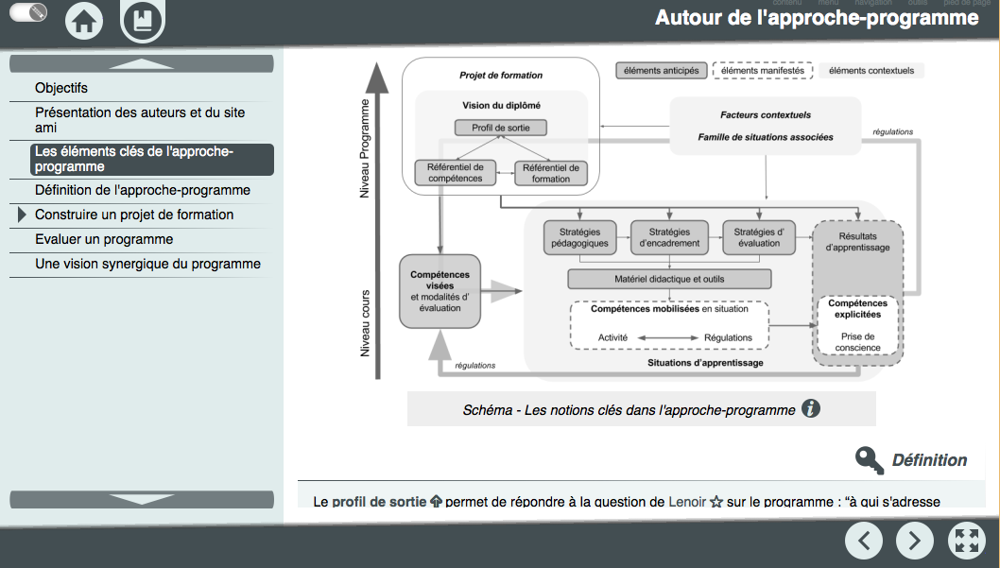 contenu menu navigation outils pied de page
Autour de l'approche-programme
Objectifs
Présentation des auteurs et du site
ami
Les éléments clés de l'approche-
programme
Définition de l'approche-programme
Construire un projet de formation
Evaluer un programme
Une vision synergique du programme
Niveau Programme
Niveau cours
Projet de formation
Vision du diplômé
Profil de sortie
Référentiel de
compétences
Référentiel de
formation
éléments anticipés
éléments manifestés
éléments contextuels
Facteurs contextuels
Famille de situations associées
régulations
Stratégies
pédagogiques
Stratégies
d'encadrement
Stratégies d'
évaluation
Résultats
d'apprentissage
Compétences
visées
et modalités d'
évaluation
Matériel didactique et outils
Compétences mobilisées en situation
Activité
Régulations
Compétences
explicitées
Prise de
conscience
Situations d'apprentissage
régulations
Schéma - Les notions clés dans l'approche-programme
Définition
Le profil de sortie permet de répondre à la question de Lenoir sur le programme : “à qui s'adresse